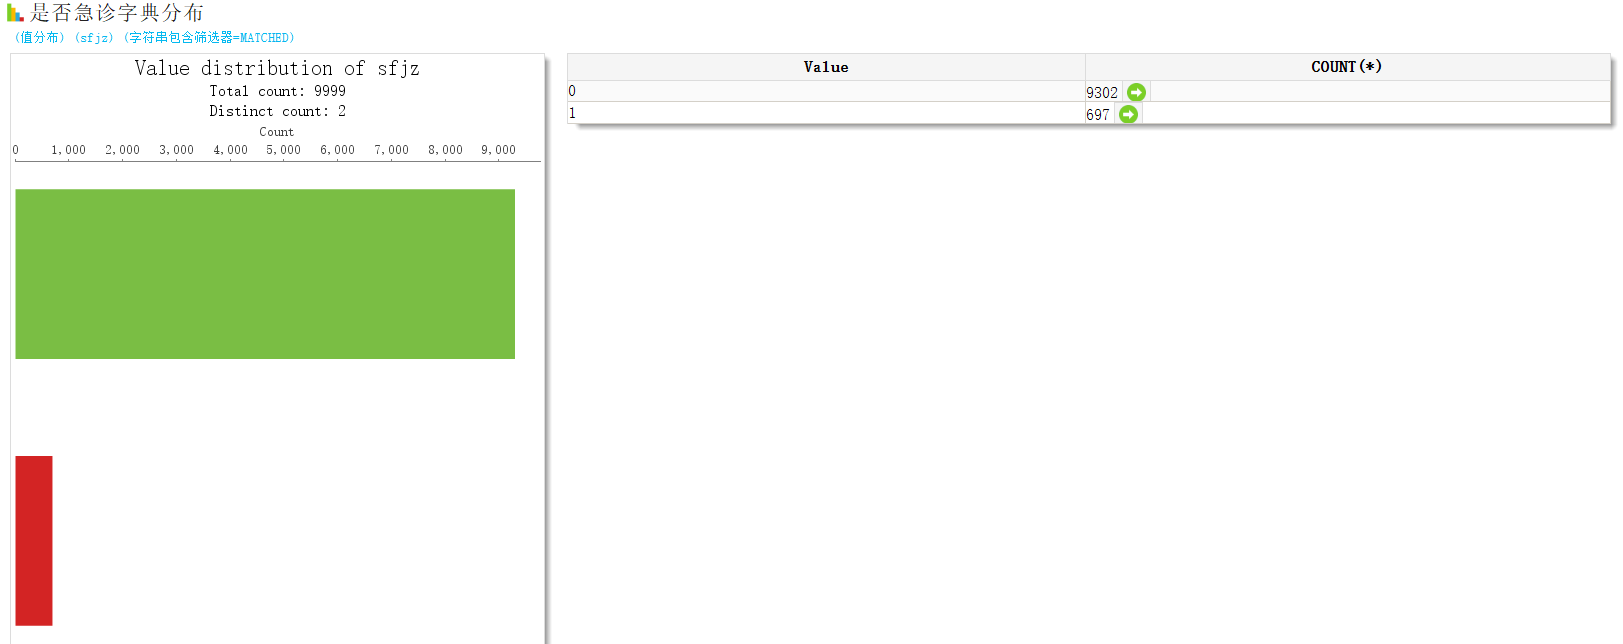 是否急诊字典分布
(值分布) (sfjz) (字符串包含筛选器=MATCHED)
Value distribution of sfjz
Total count: 9999
Distinct count: 2
Count
0 1,000 2,000 3,000 4,000 5,000 6,000 7,000 8,000 9,000
Value COUNT(*)
0 9302
1 697